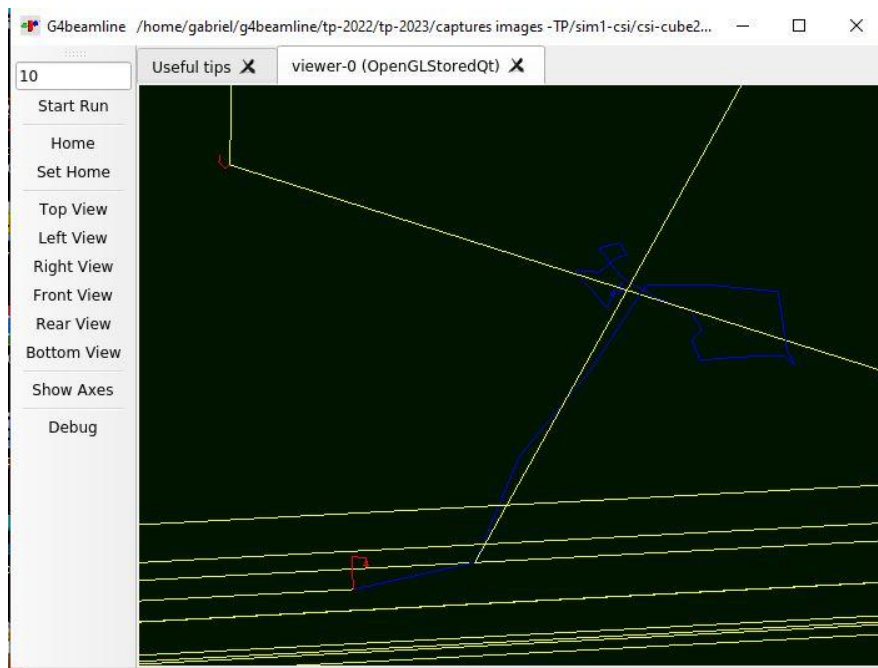 G4beamline /home/gabriel/g4beamline/tp-2022/tp-2023/captures images -TP/sim1-csi/csi-cube2...
10
Useful tips
viewer-0 (OpenGLStoredQt)
Start Run
Home
Set Home
Top View
Left View
Right View
Front View
Rear View
Bottom View
Show Axes
Debug